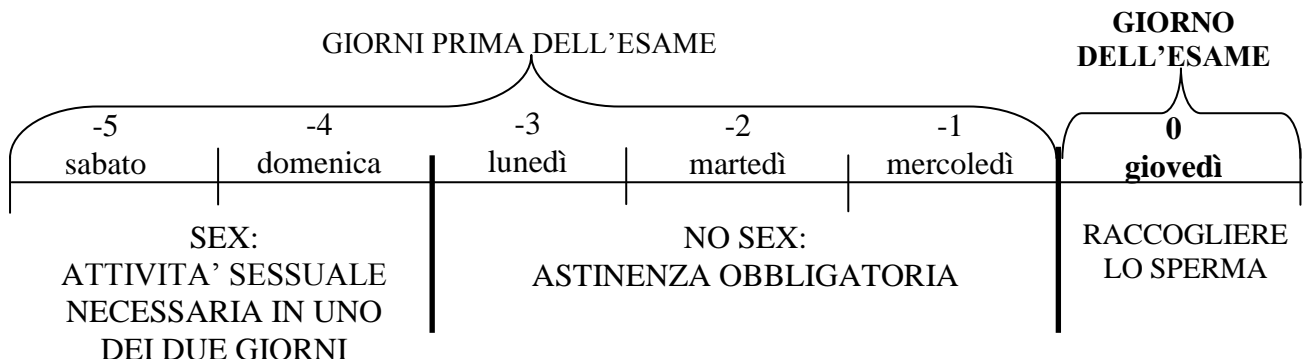 GIORNI PRIMA DELL’ESAME
GIORNO
DELL’ESAME
-5 -4 -3 -2 -1 0
sabato domenica lunedì martedì mercoledì giovedì
SEX:
ATTIVITA’ SESSUALE
NECESSARIA IN UNO
DEI DUE GIORNI
NO SEX:
ASTINENZA OBBLIGATORIA
RACCOGLIERE
LO SPERMA